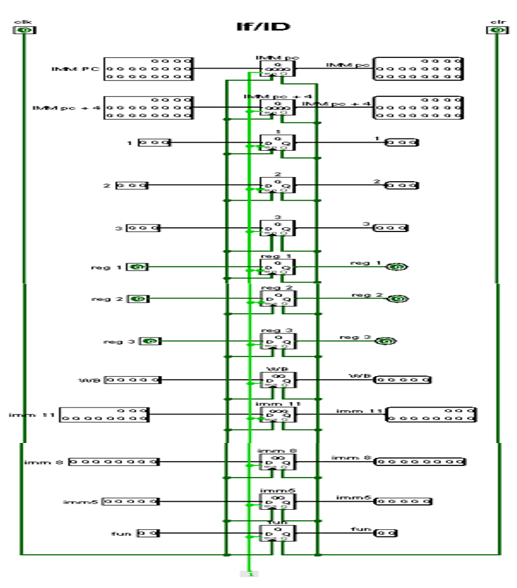 clk If/ID clr
IMM PC IMM pc IMM pc
IMM pc + 4 IMM pc + 4 IMM pc + 4
1 1 1
2 2 2
3 3 3
reg 1 reg 1 reg 1
reg 2 reg 2 reg 2
reg 3 reg 3 reg 3
WB WB WB
imm 11 imm 11 imm 11
imm 8 imm 8 imm 8
imm5 imm5 imm5
fun fun fun
1